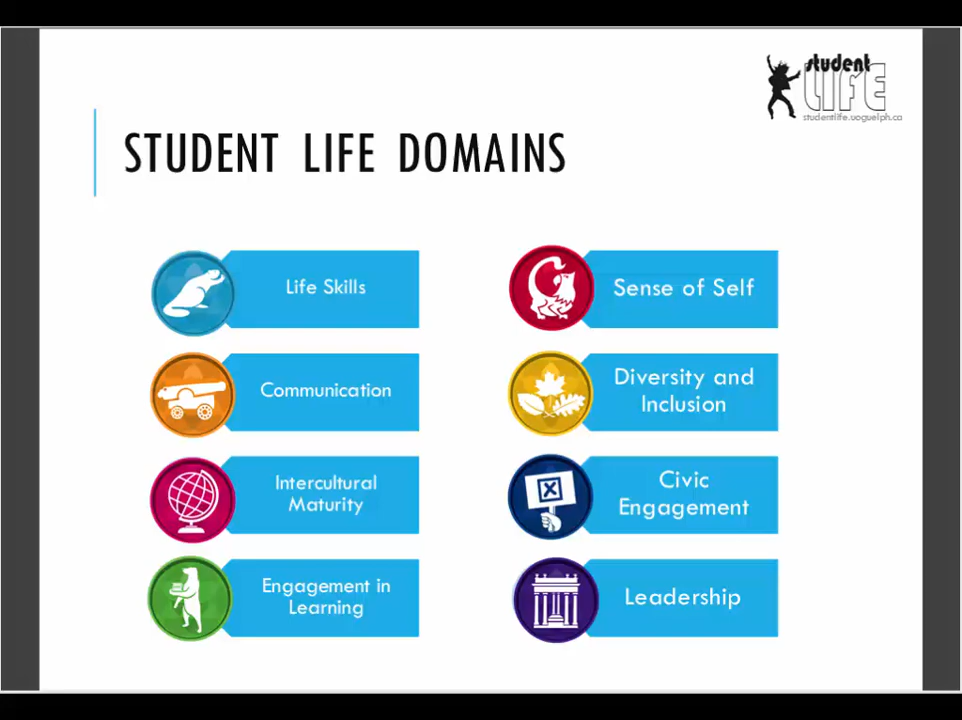 student
LIFE
studentlife.uoguelph.ca
STUDENT LIFE DOMAINS
Life Skills
Sense of Self
Communication
Diversity and
Inclusion
Intercultural
Maturity
Civic
Engagement
Engagement in
Learning
Leadership